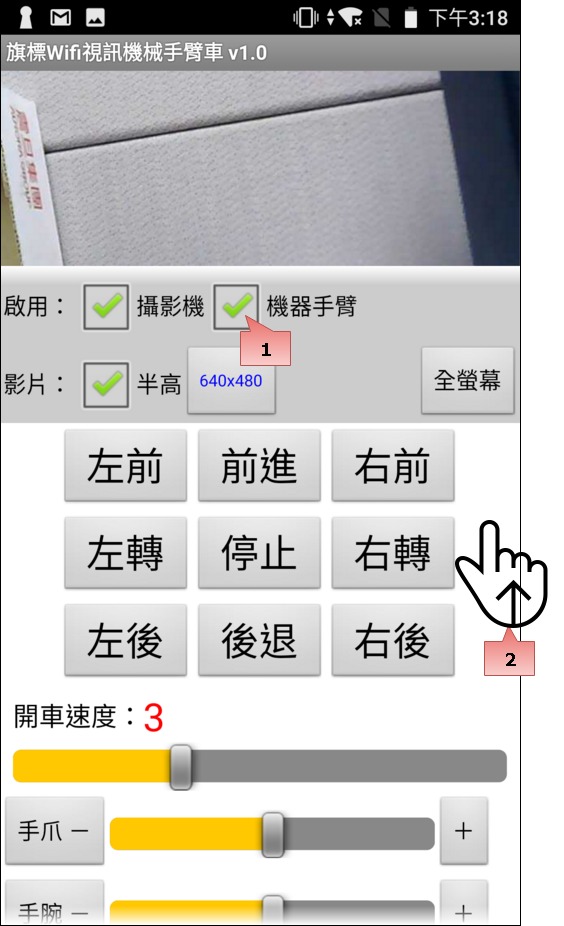 下午3:18
旗標Wifi視訊機械手臂車 v1.0
啟用： 攝影機 機器手臂
1
影片： 半高 640x480 全螢幕
左前 前進 右前
左轉 停止 右轉
左後 後退 右後
2
開車速度：3
手爪 － ＋
手腕 － ＋